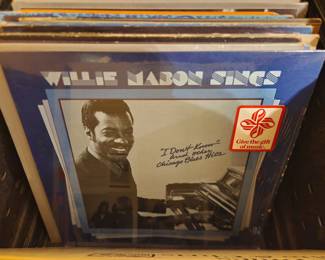 WILLIE MABON SINGS
"I Don't Know"
And other
Chicago Blues Hits
Give the gift
of music.